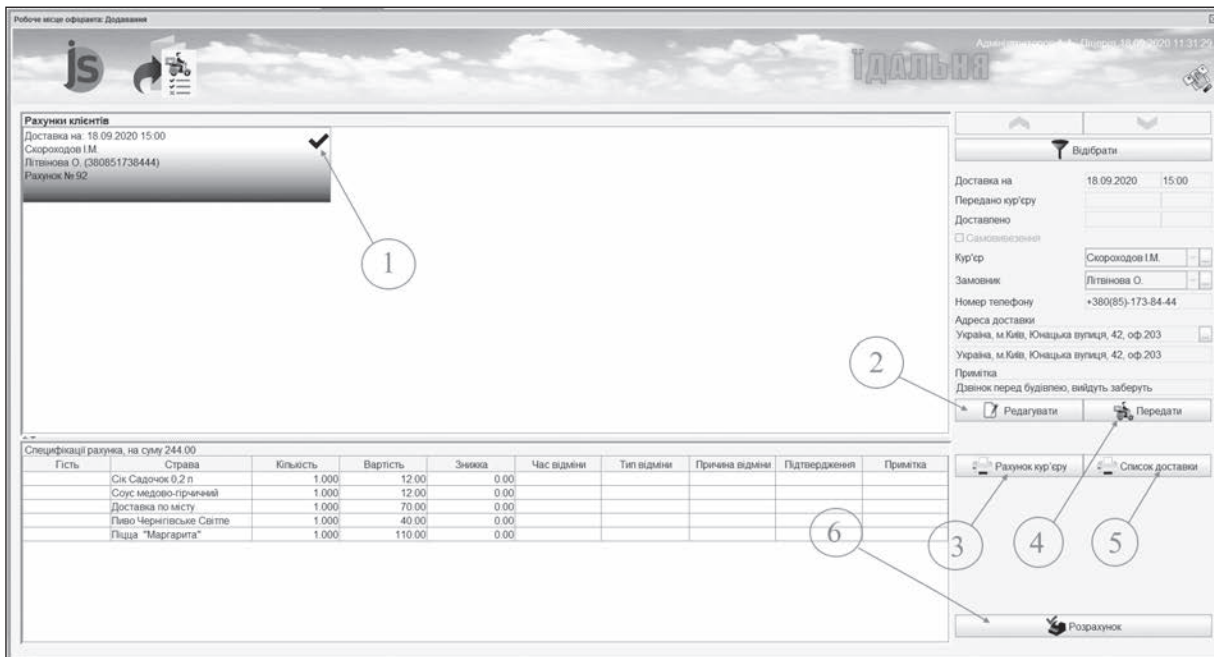 Робоче місце офіціанта: Додавання
js
ЇДАЛЬНЯ
Піцерія 18.09.2020 11:31:29
Рахунки клієнтів
Доставка на: 18.09.2020 15:00
Скороходов І.М.
Літвінова О. (380851738444)
Рахунок № 92
1
Відібрати
Доставка на 18.09.2020 15:00
Передано кур'єру
Доставлено
Самовивезення
Кур'єр Скороходов І.М. ...
Замовник Літвінова О. ...
Номер телефону +380(85)-173-84-44
Адреса доставки
Україна, м.Київ, Юнацька вулиця, 42, оф.203 ...
Україна, м.Київ, Юнацька вулиця, 42, оф.203
Примітка
Дзвінок перед будівлею, вийдуть заберуть
2
Редагувати Передати
Специфікації рахунка, на суму 244.00
Гість Страва Кількість Вартість Знижка Час відміни Тип відміни Причина відміни Підтвердження Примітка
Сік Садочок 0,2 л 1.000 12.00 0.00
Соус медово-гірчичний 1.000 12.00 0.00
Доставка по місту 1.000 70.00 0.00
Пиво Чернігівське Світле 1.000 40.00 0.00
Піцца "Маргарита" 1.000 110.00 0.00
Рахунок кур'єру Список доставки
6 3 4 5
Розрахунок